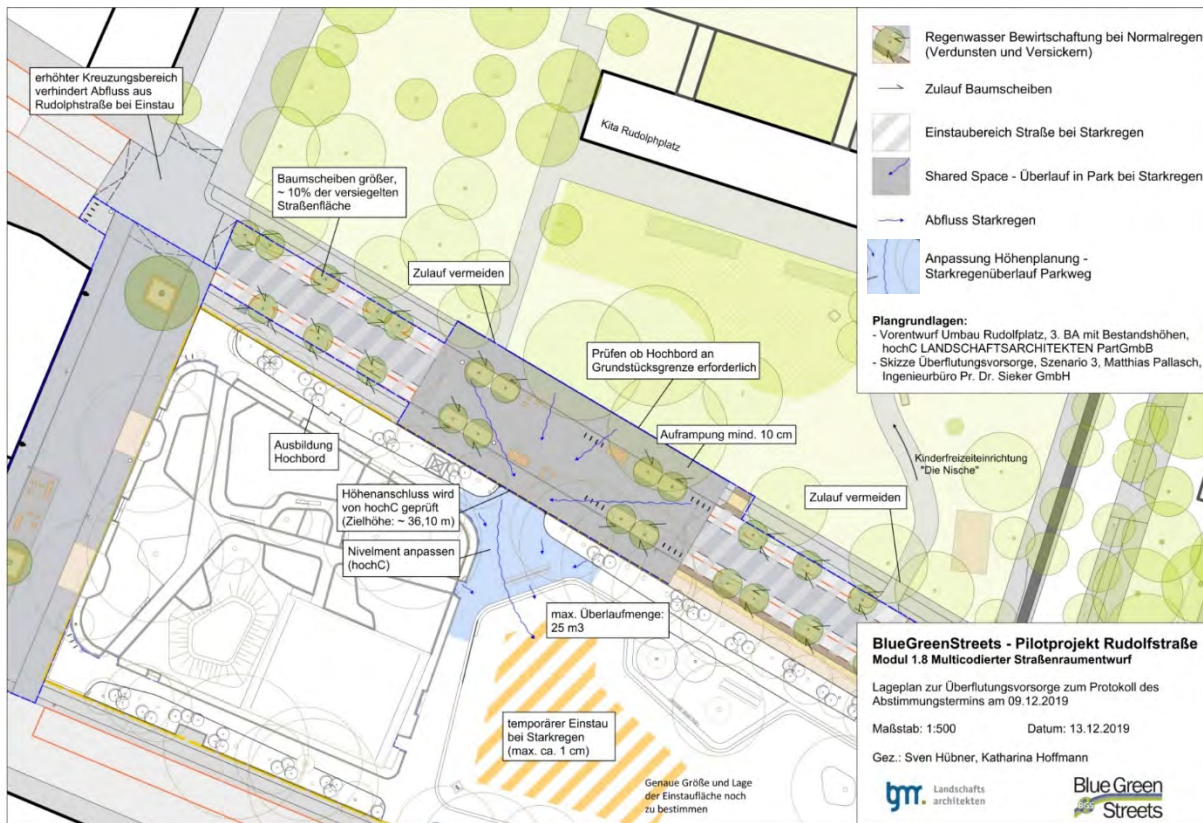 erhöhter Kreuzungsbereich
verhindert Abfluss aus
Rudolphstraße bei Einstau
Baumscheiben größer,
~ 10% der versiegelten
Straßenfläche
Zulauf vermeiden
Kita Rudolphplatz
Prüfen ob Hochbord an
Grundstücksgrenze erforderlich
Auframpung mind. 10 cm
Kinderfreizeiteinrichtung
"Die Nische"
Zulauf vermeiden
Ausbildung
Hochbord
Höhenanschluss wird
von hochC geprüft
(Zielhöhe: ~ 36,10 m)
Nivelment anpassen
(hochC)
max. Überlaufmenge:
25 m3
temporärer Einstau
bei Starkregen
(max. ca. 1 cm)
Genaue Größe und Lage
der Einstaufläche noch
zu bestimmen
Regenwasser Bewirtschaftung bei Normalregen
(Verdunsten und Versickern)
Zulauf Baumscheiben
Einstaubereich Straße bei Starkregen
Shared Space - Überlauf in Park bei Starkregen
Abfluss Starkregen
Anpassung Höhenplanung -
Starkregenüberlauf Parkweg
Plangrundlagen:
- Vorentwurf Umbau Rudolfplatz, 3. BA mit Bestandshöhen,
hochC LANDSCHAFTSARCHITEKTEN PartGmbB
- Skizze Überflutungsvorsorge, Szenario 3, Matthias Pallasch,
Ingenieurbüro Pr. Dr. Sieker GmbH
BlueGreenStreets - Pilotprojekt Rudolfstraße
Modul 1.8 Multicodierter Straßenraumentwurf
Lageplan zur Überflutungsvorsorge zum Protokoll des
Abstimmungstermins am 09.12.2019
Maßstab: 1:500 Datum: 13.12.2019
Gez.: Sven Hübner, Katharina Hoffmann
bgmr. Landschafts
architekten
Blue Green
BGS
Streets